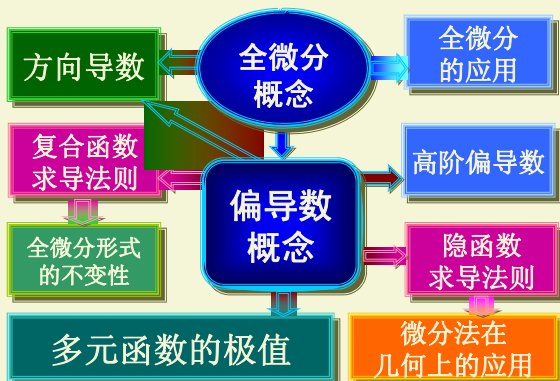 全微分
概念
方向导数
全微分
的应用
复合函数
求导法则
偏导数
概念
高阶偏导数
全微分形式
的不变性
隐函数
求导法则
多元函数的极值
微分法在
几何上的应用